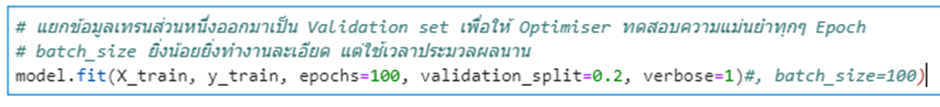 # แยกข้อมูลเทรนส่วนหนึ่งออกมาเป็น Validation set เพื่อให้ Optimiser ทดสอบความแม่นยำทุกๆ Epoch
# batch_size ยิ่งน้อยยิ่งทำงานละเอียด แต่ใช้เวลาประมวลผลนาน
model.fit(X_train, y_train, epochs=100, validation_split=0.2, verbose=1)#, batch_size=100)